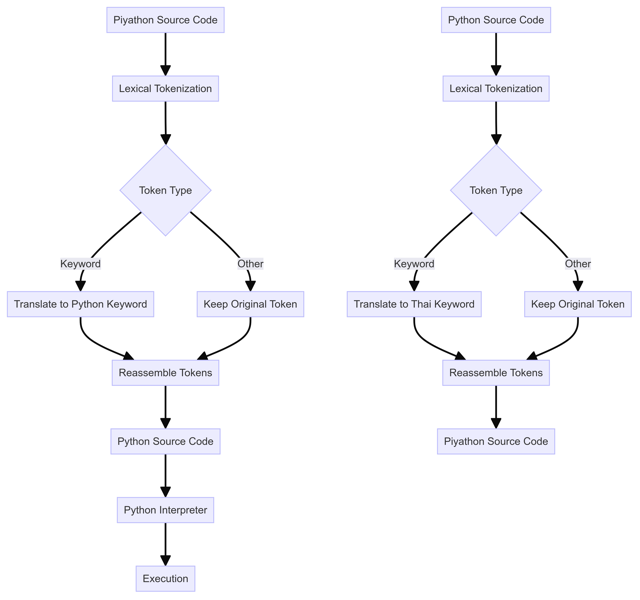 Piyathon Source Code
Lexical Tokenization
Token Type
Keyword
Other
Translate to Python Keyword
Keep Original Token
Reassemble Tokens
Python Source Code
Python Interpreter
Execution
Python Source Code
Lexical Tokenization
Token Type
Keyword
Other
Translate to Thai Keyword
Keep Original Token
Reassemble Tokens
Piyathon Source Code